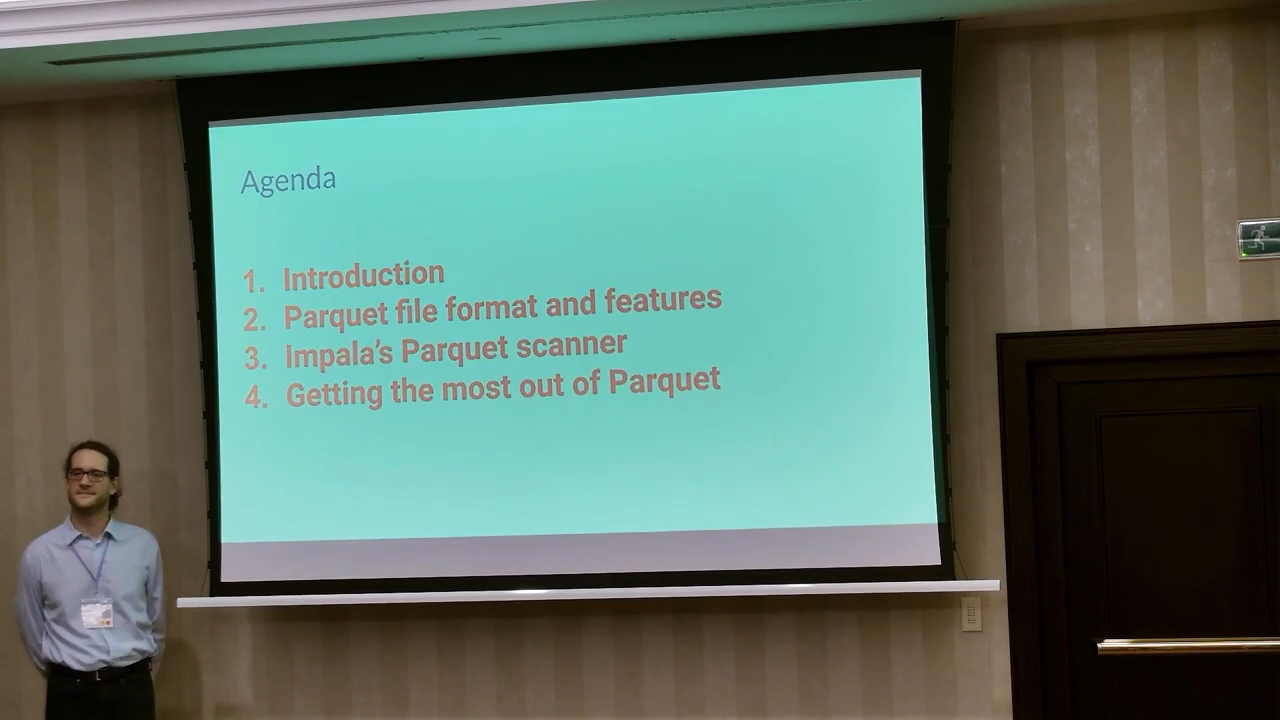 Agenda
1. Introduction
2. Parquet file format and features
3. Impala's Parquet scanner
4. Getting the most out of Parquet